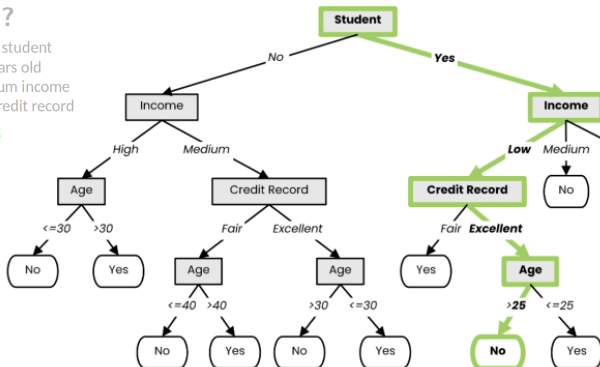 ?
student
ars old
um income
redit record
Student
No
Yes
Income
Income
High
Medium
Low
Medium
Age
Credit Record
Credit Record
No
<=30
>30
Fair
Excellent
Fair
Excellent
No
Yes
Age
Age
Yes
Age
<=40
>40
>30
<=30
>25
<=25
No
Yes
No
Yes
No
Yes